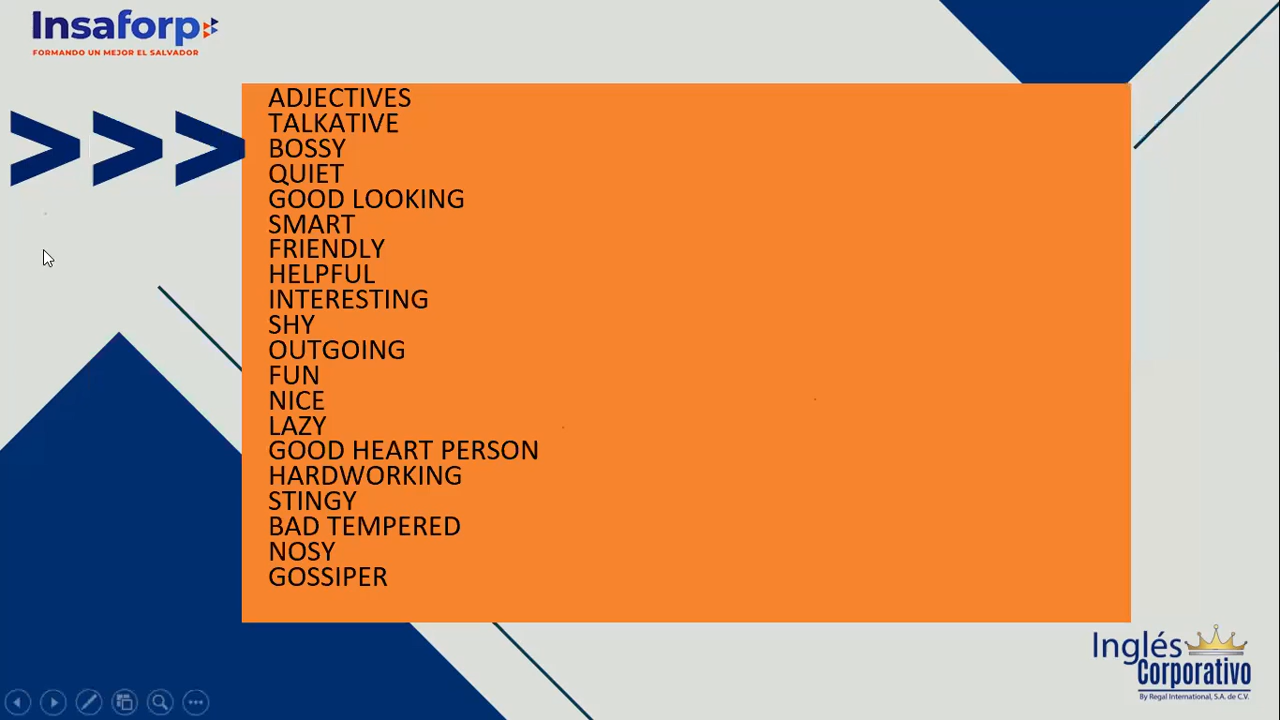 Insaforp
FORMANDO UN MEJOR EL SALVADOR
ADJECTIVES
TALKATIVE
BOSSY
QUIET
GOOD LOOKING
SMART
FRIENDLY
HELPFUL
INTERESTING
SHY
OUTGOING
FUN
NICE
LAZY
GOOD HEART PERSON
HARDWORKING
STINGY
BAD TEMPERED
NOSY
GOSSIPER
Inglés
Corporativo
By Regal International, S.A. de C.V.